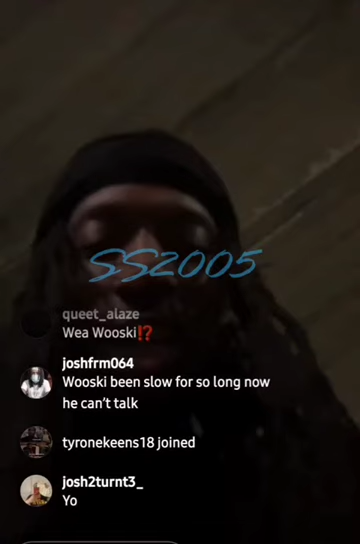 SS2005
queet_alaze
Wea Wooski⁉️
joshfrm064
Wooski been slow for so long now
he can't talk
tyronekeens18 joined
josh2turnt3_
Yo